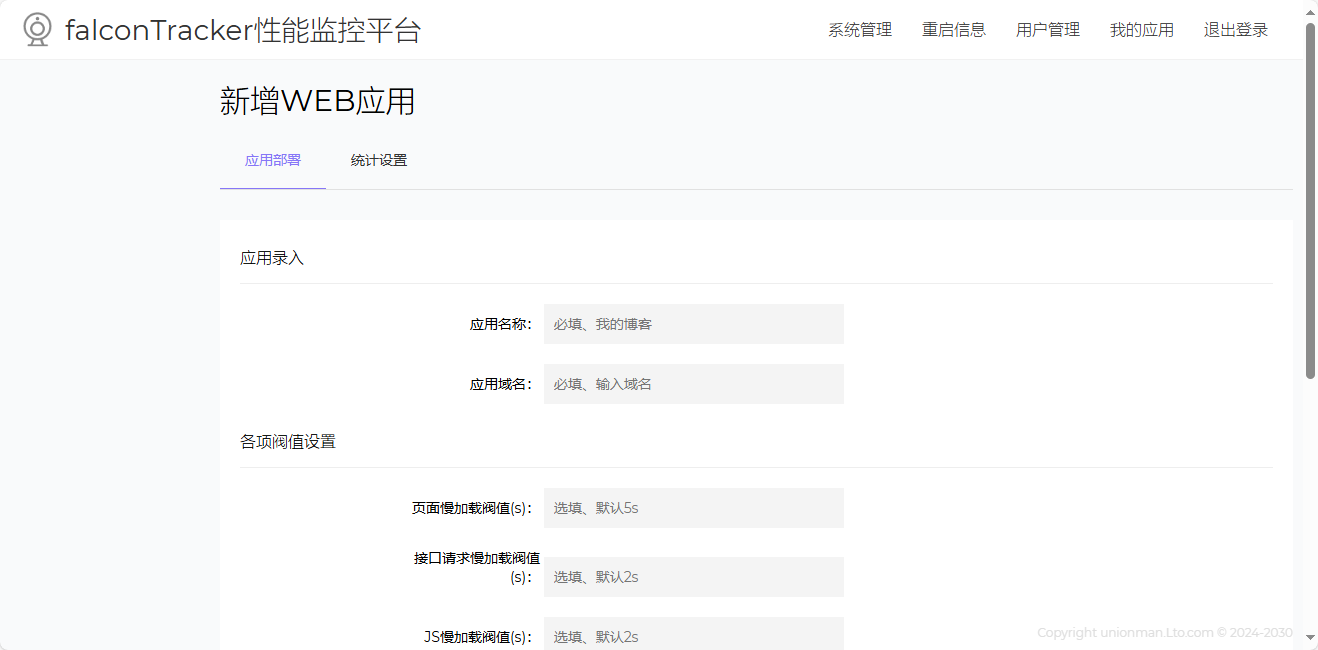 falconTracker性能监控平台
系统管理 重启信息 用户管理 我的应用 退出登录
新增WEB应用
应用部署 统计设置
应用录入
应用名称： 必填、我的博客
应用域名： 必填、输入域名
各项阀值设置
页面慢加载阀值(s)： 选填、默认5s
接口请求慢加载阀值
(s)： 选填、默认2s
JS慢加载阀值(s)： 选填、默认2s
Copyright unionman.Lto.com © 2024-2030